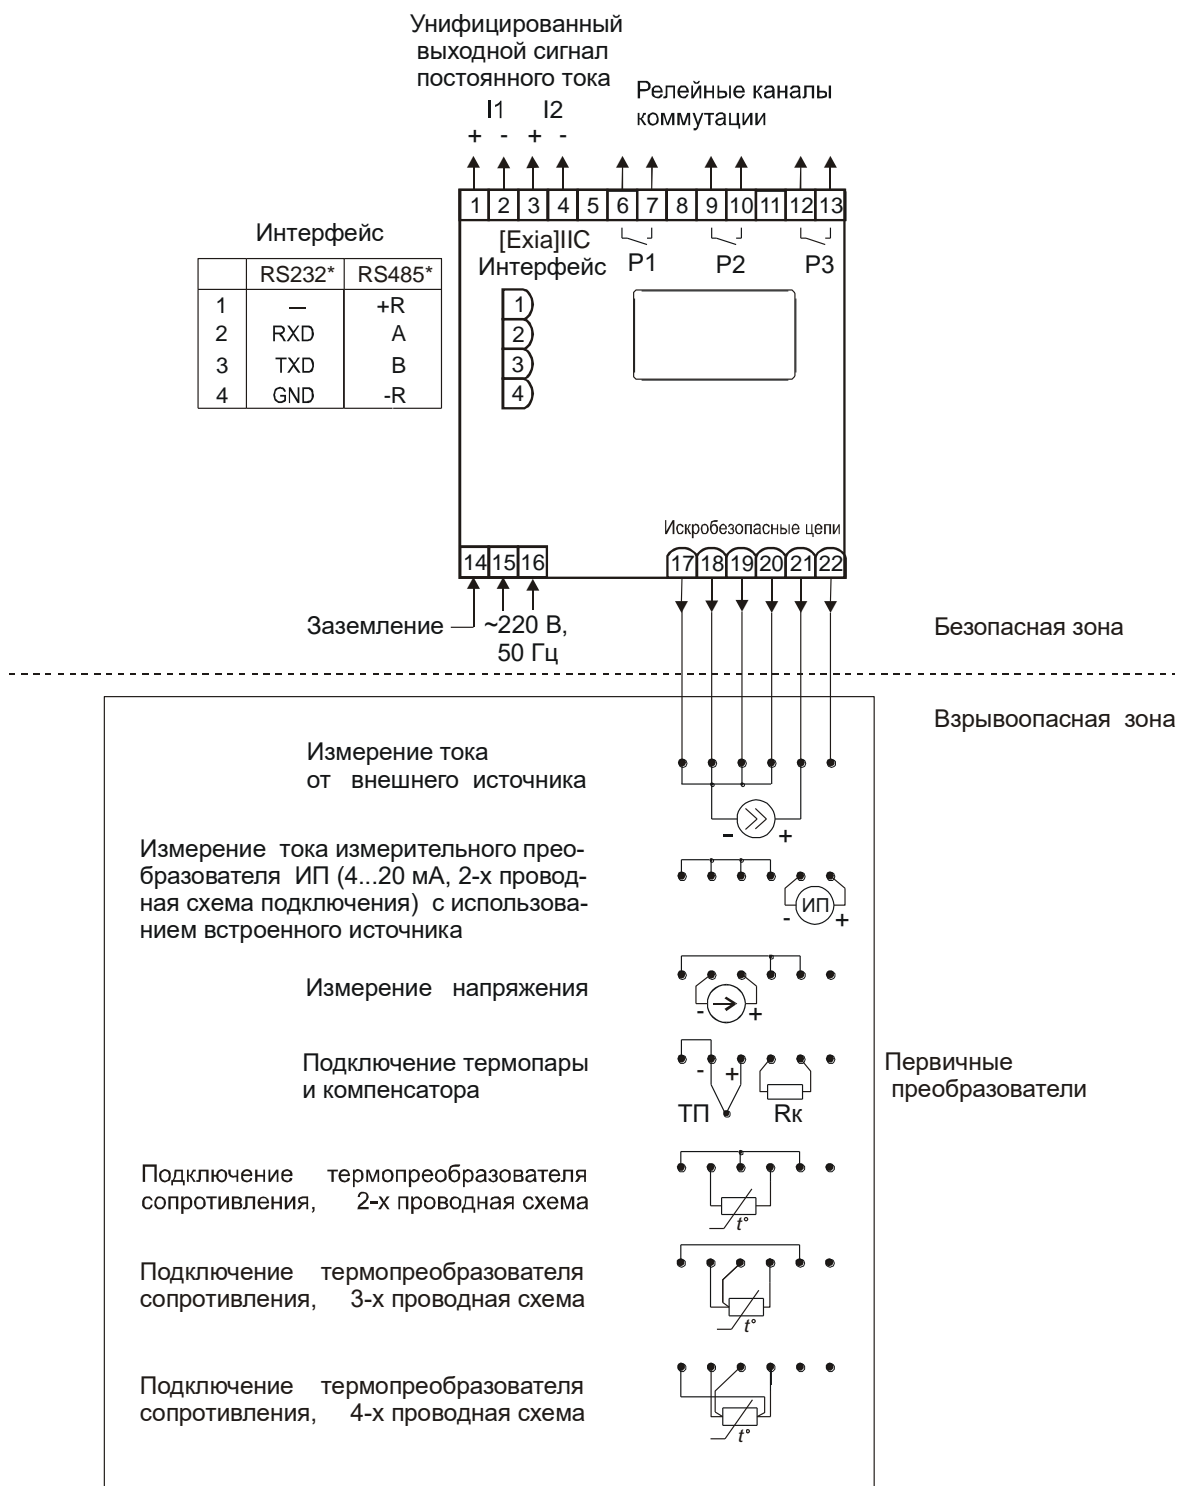 Унифицированный
выходной сигнал
постоянного тока
I1 I2
+ - + -
Релейные каналы
коммутации
1 2 3 4 5 6 7 8 9 10 11 12 13
Интерфейс
RS232* RS485*
1 — +R
2 RXD A
3 TXD B
4 GND -R
[Exia]IIC
Интерфейс
P1 P2 P3
1
2
3
4
Искробезопасные цепи
14 15 16 17 18 19 20 21 22
Заземление
~220 В,
50 Гц
Безопасная зона
Взрывоопасная зона
Измерение тока
от внешнего источника
- +
Измерение тока измерительного прео-
бразователя ИП (4...20 мА, 2-х провод-
ная схема подключения) с использова-
нием встроенного источника
ИП
- +
Измерение напряжения
- +
Подключение термопары
и компенсатора
- +
ТП Rк
Первичные
преобразователи
Подключение термопреобразователя
сопротивления, 2-х проводная схема
t°
Подключение термопреобразователя
сопротивления, 3-х проводная схема
t°
Подключение термопреобразователя
сопротивления, 4-х проводная схема
t°